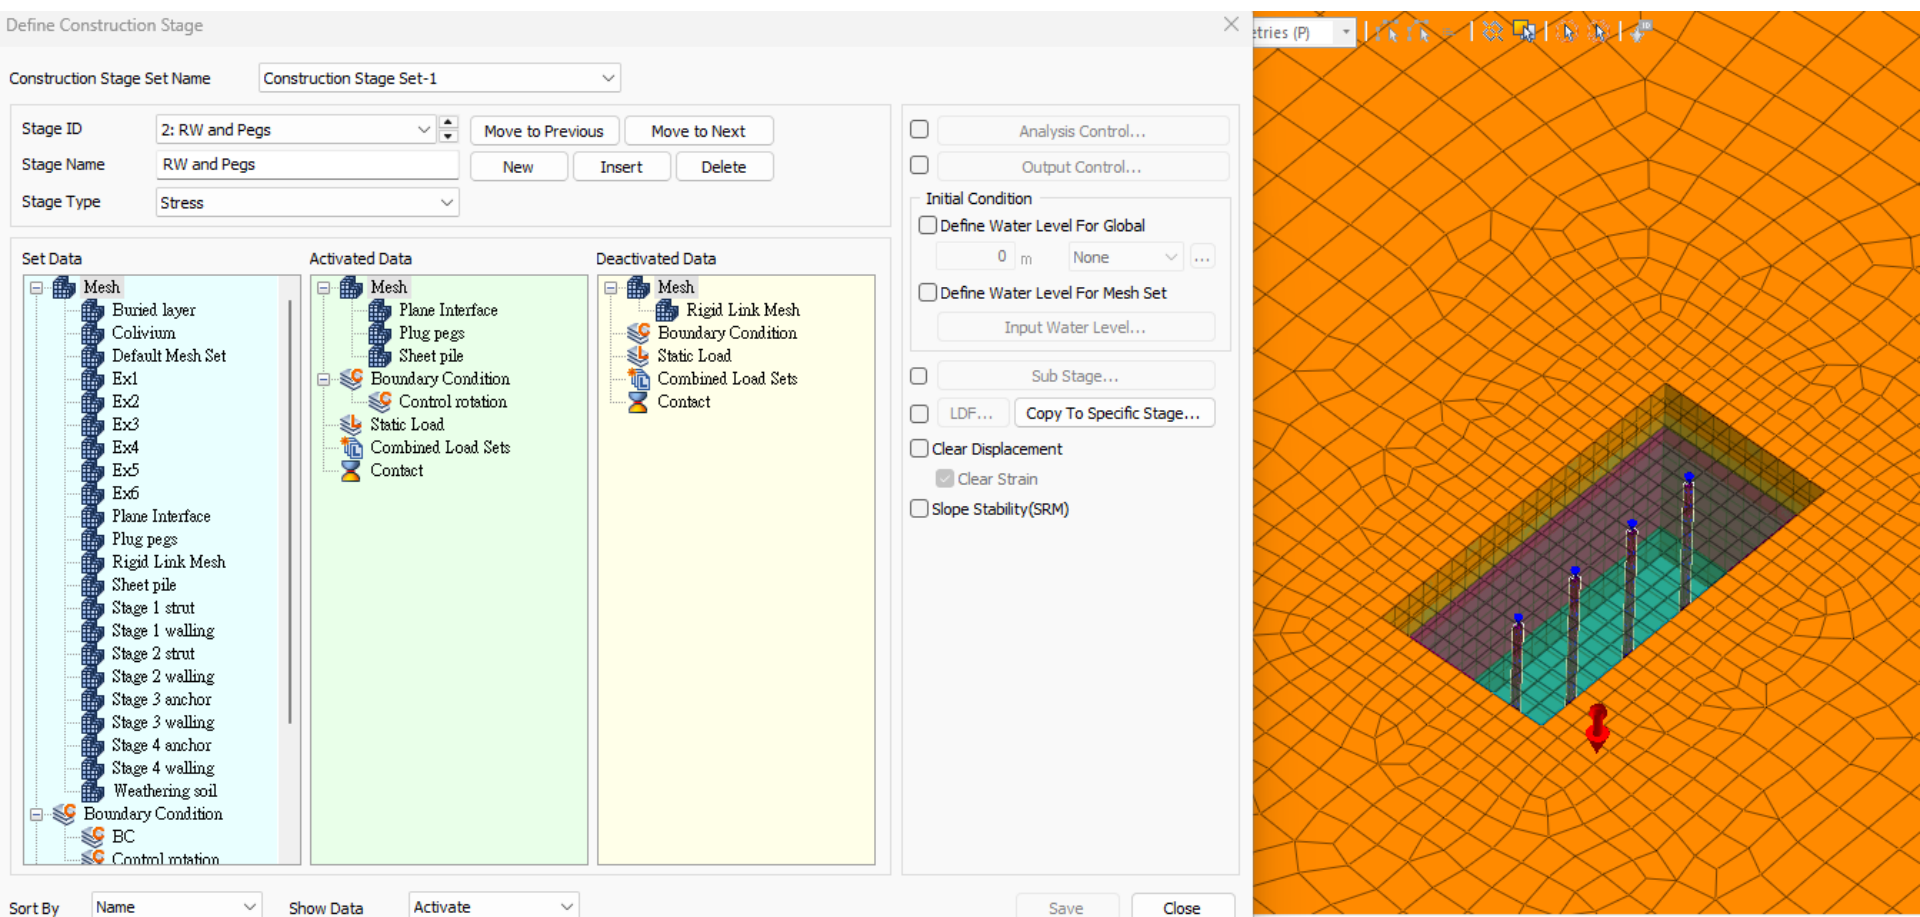 Define Construction Stage
etries (P)
Construction Stage Set Name
Construction Stage Set-1
Stage ID
2: RW and Pegs
Move to Previous
Move to Next
Stage Name
RW and Pegs
New
Insert
Delete
Stage Type
Stress
Set Data
Mesh
Buried layer
Colivium
Default Mesh Set
Ex1
Ex2
Ex3
Ex4
Ex5
Ex6
Plane Interface
Plug pegs
Rigid Link Mesh
Sheet pile
Stage 1 strut
Stage 1 walling
Stage 2 strut
Stage 2 walling
Stage 3 anchor
Stage 3 walling
Stage 4 anchor
Stage 4 walling
Weathering soil
Boundary Condition
BC
Control rotation
Activated Data
Mesh
Plane Interface
Plug pegs
Sheet pile
Boundary Condition
Control rotation
Static Load
Combined Load Sets
Contact
Deactivated Data
Mesh
Rigid Link Mesh
Boundary Condition
Static Load
Combined Load Sets
Contact
Analysis Control...
Output Control...
Initial Condition
Define Water Level For Global
0 m
None
...
Define Water Level For Mesh Set
Input Water Level...
Sub Stage...
LDF...
Copy To Specific Stage...
Clear Displacement
Clear Strain
Slope Stability(SRM)
Sort By
Name
Show Data
Activate
Save
Close